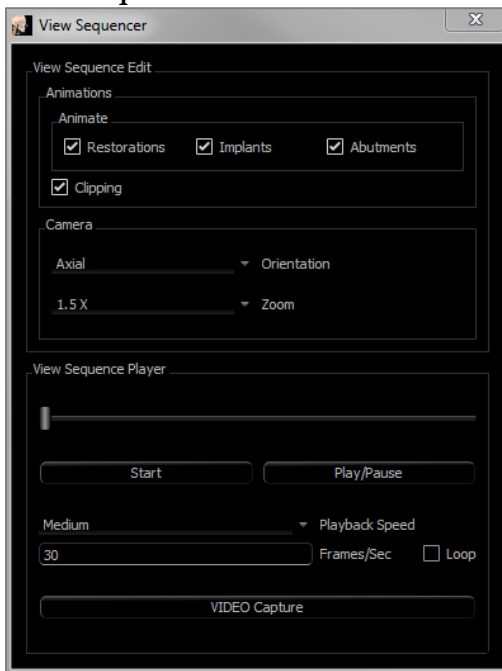 View Sequencer
View Sequence Edit
Animations
Animate
Restorations Implants Abutments
Clipping
Camera
Axial Orientation
1.5 X Zoom
View Sequence Player
Start Play/Pause
Medium Playback Speed
30 Frames/Sec Loop
VIDEO Capture